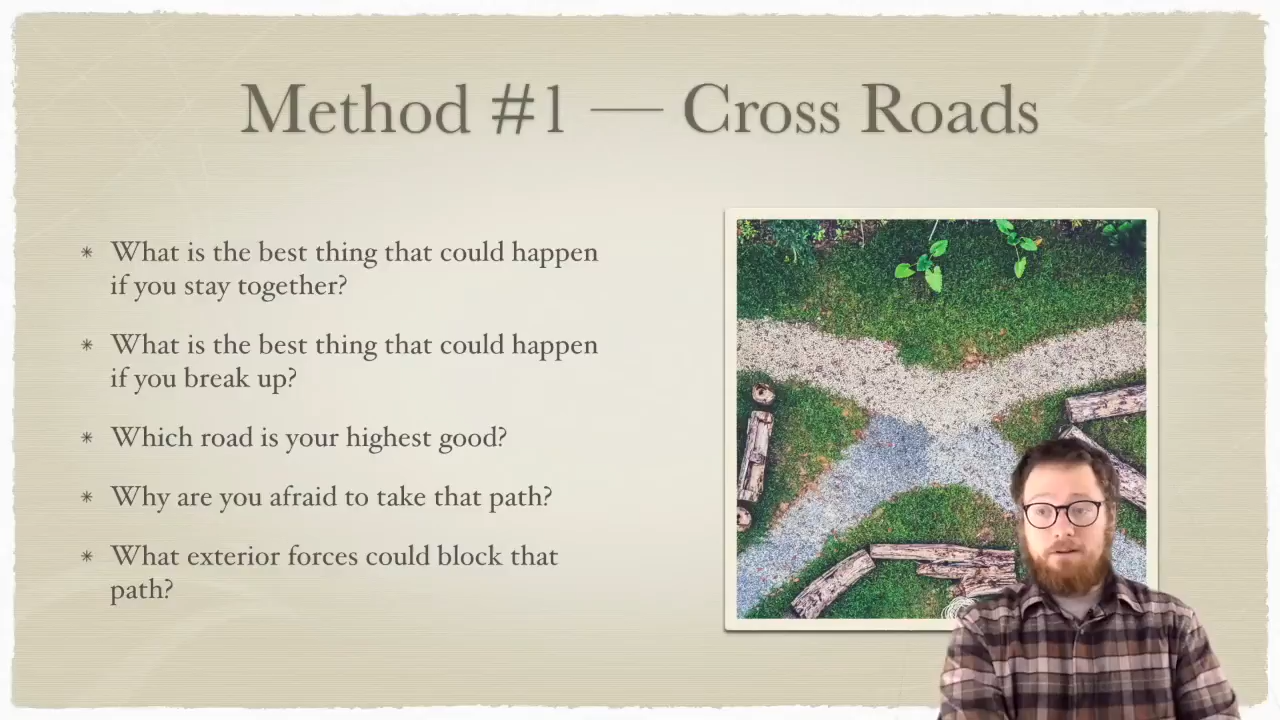 Method #1 — Cross Roads
* What is the best thing that could happen
if you stay together?
* What is the best thing that could happen
if you break up?
* Which road is your highest good?
* Why are you afraid to take that path?
* What exterior forces could block that
path?